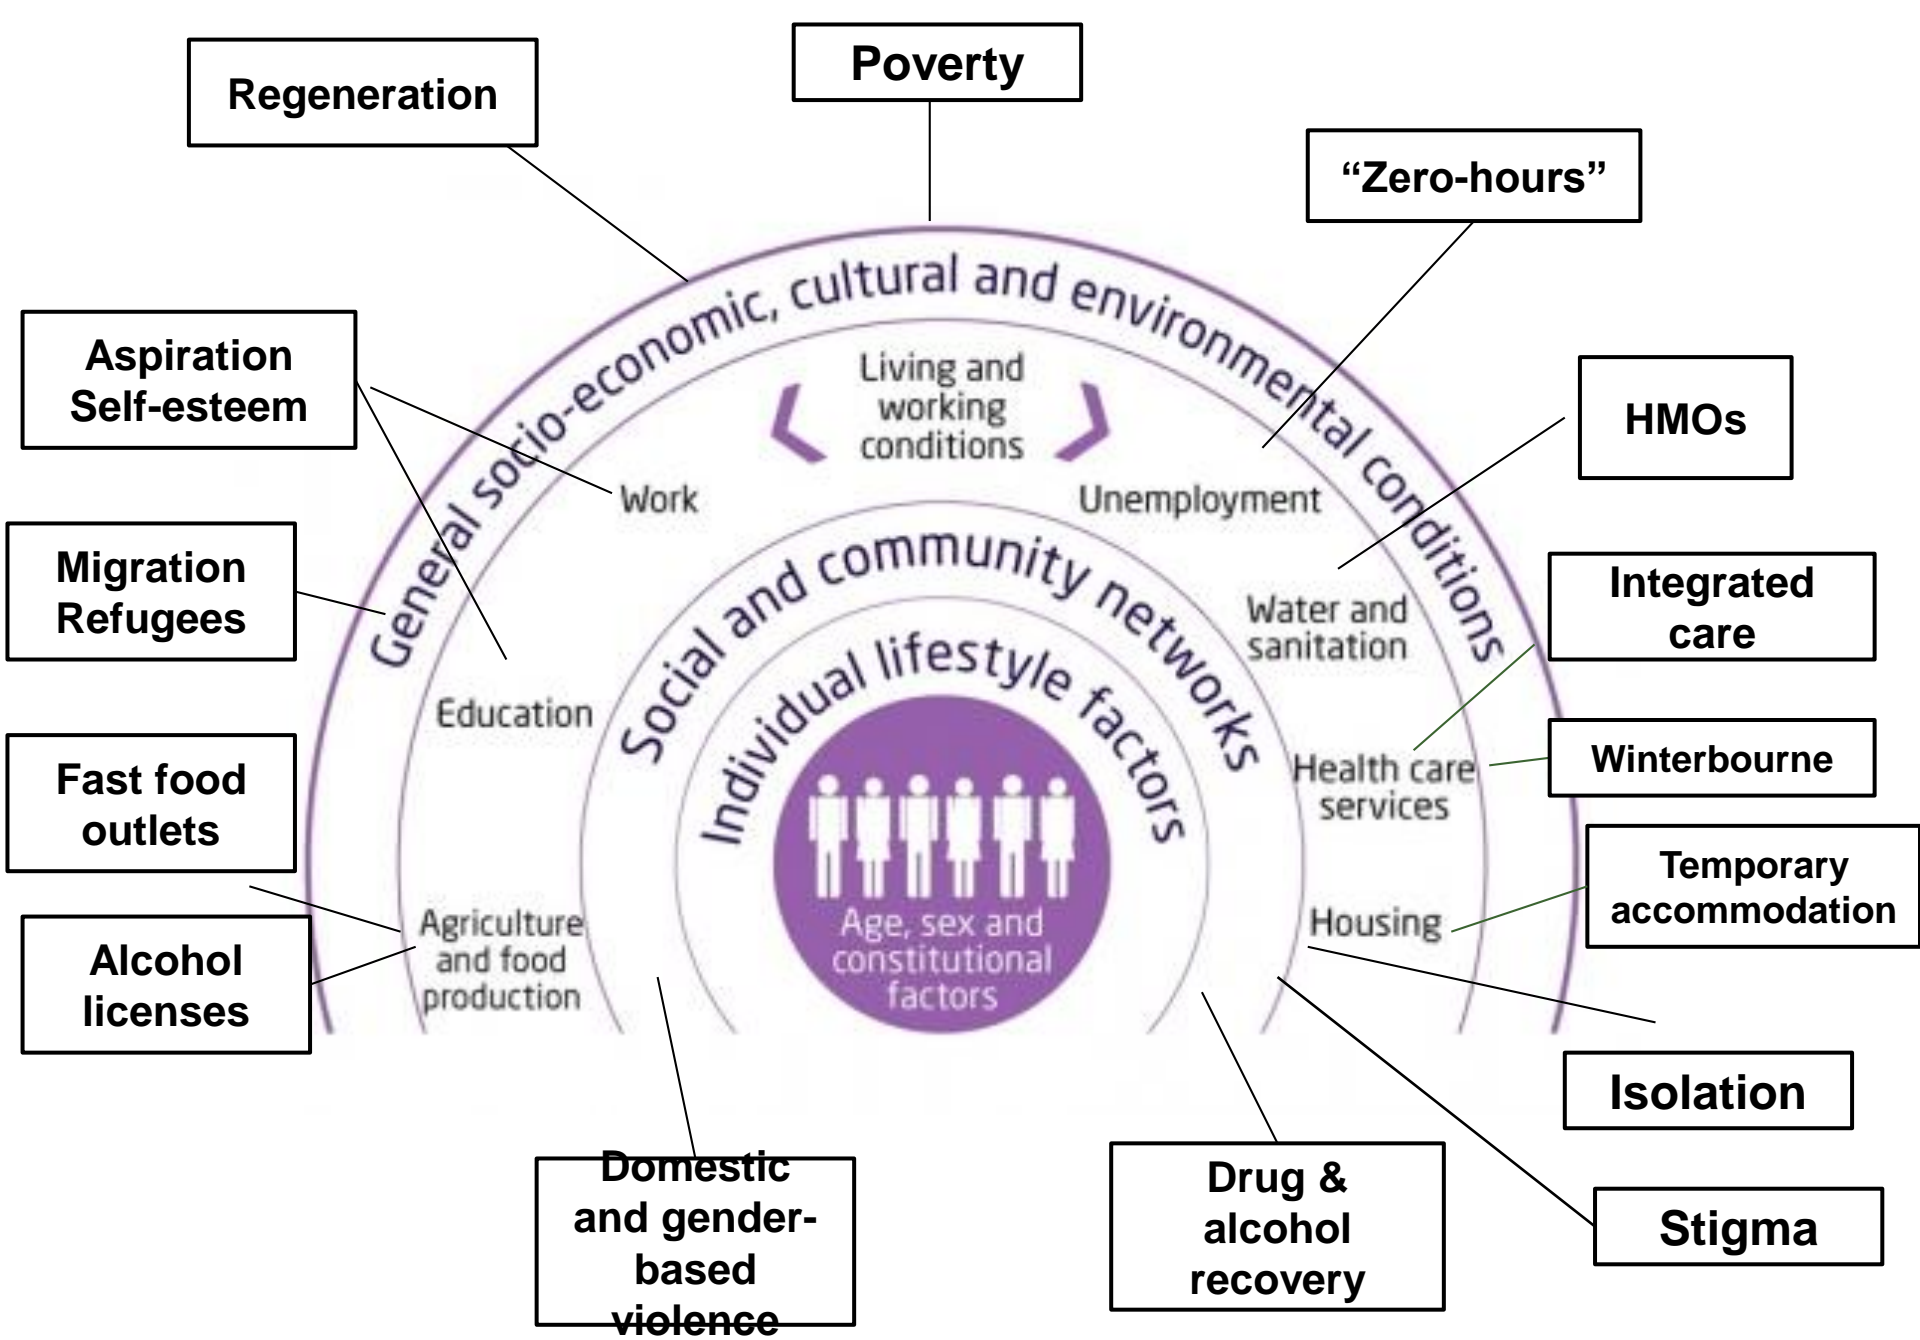 Regeneration
Poverty
“Zero-hours”
Aspiration
Self-esteem
HMOs
Migration
Refugees
Integrated
care
Fast food
outlets
Winterbourne
Alcohol
licenses
Temporary
accommodation
Isolation
Stigma
Domestic
and gender-
based
violence
Drug &
alcohol
recovery
General socio-economic, cultural and environmental conditions
Living and
working
conditions
Work
Unemployment
Education
Water and
sanitation
Agriculture
and food
production
Health care
services
Housing
Social and community networks
Individual lifestyle factors
Age, sex and
constitutional
factors